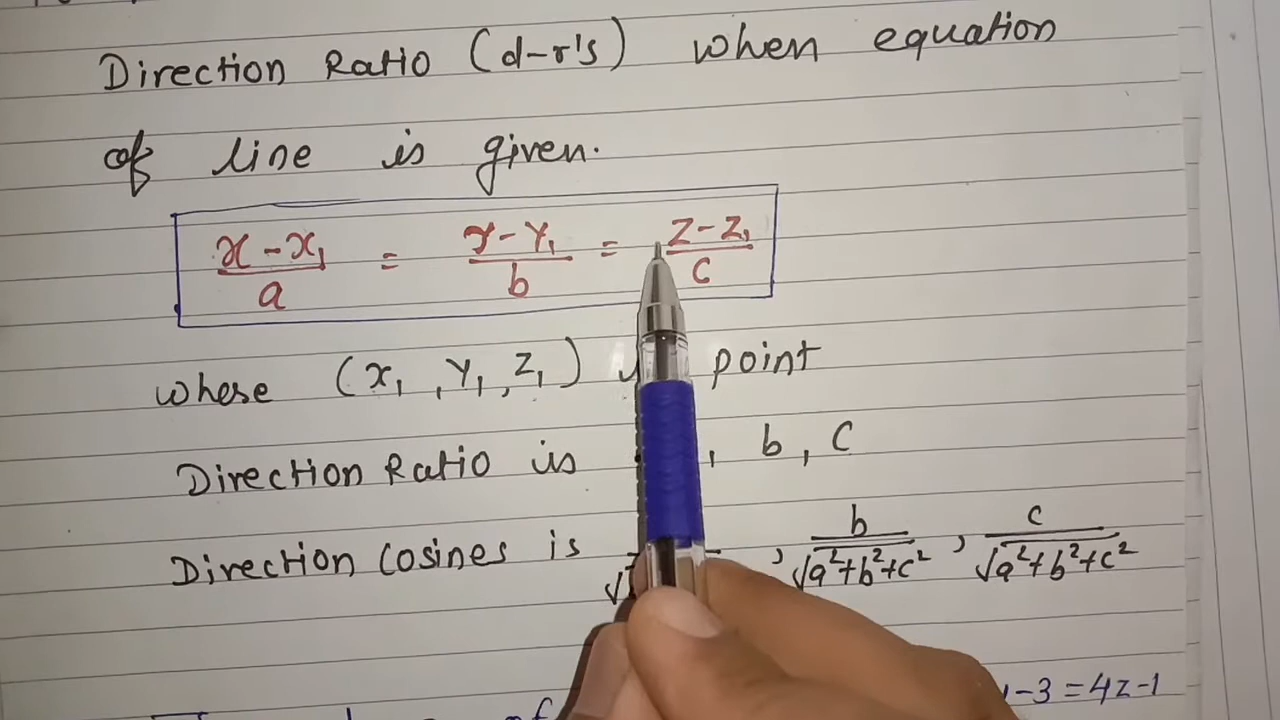 Direction Ratio (d-r's) when equation
of line is given.
x - x₁ / a = y - y₁ / b = z - z₁ / c
where (x₁, y₁, z₁) point
Direction Ratio is , b, c
Direction Cosines is , b / √a²+b²+c² , c / √a²+b²+c²
-3 = 4z-1